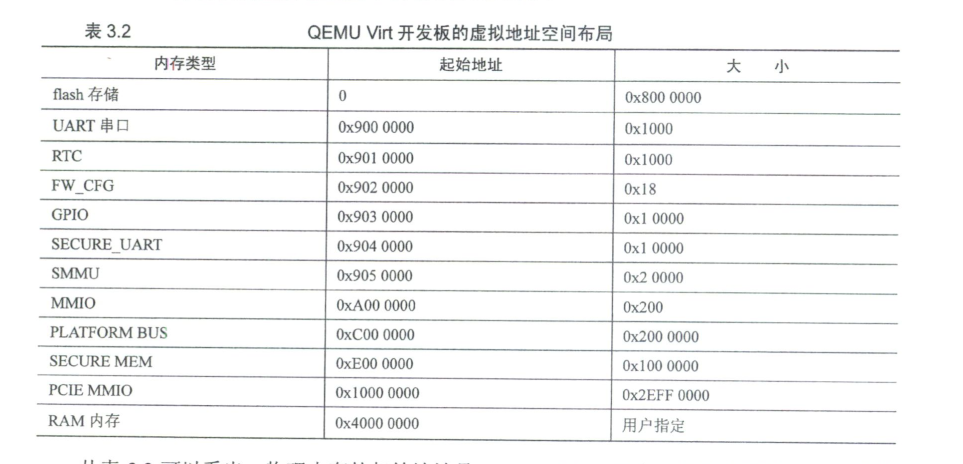 表 3.2 QEMU Virt 开发板的虚拟地址空间布局
内存类型 起始地址 大 小
flash 存储 0 0x800 0000
UART 串口 0x900 0000 0x1000
RTC 0x901 0000 0x1000
FW_CFG 0x902 0000 0x18
GPIO 0x903 0000 0x1 0000
SECURE_UART 0x904 0000 0x1 0000
SMMU 0x905 0000 0x2 0000
MMIO 0xA00 0000 0x200
PLATFORM BUS 0xC00 0000 0x200 0000
SECURE MEM 0xE00 0000 0x100 0000
PCIE MMIO 0x1000 0000 0x2EFF 0000
RAM 内存 0x4000 0000 用户指定